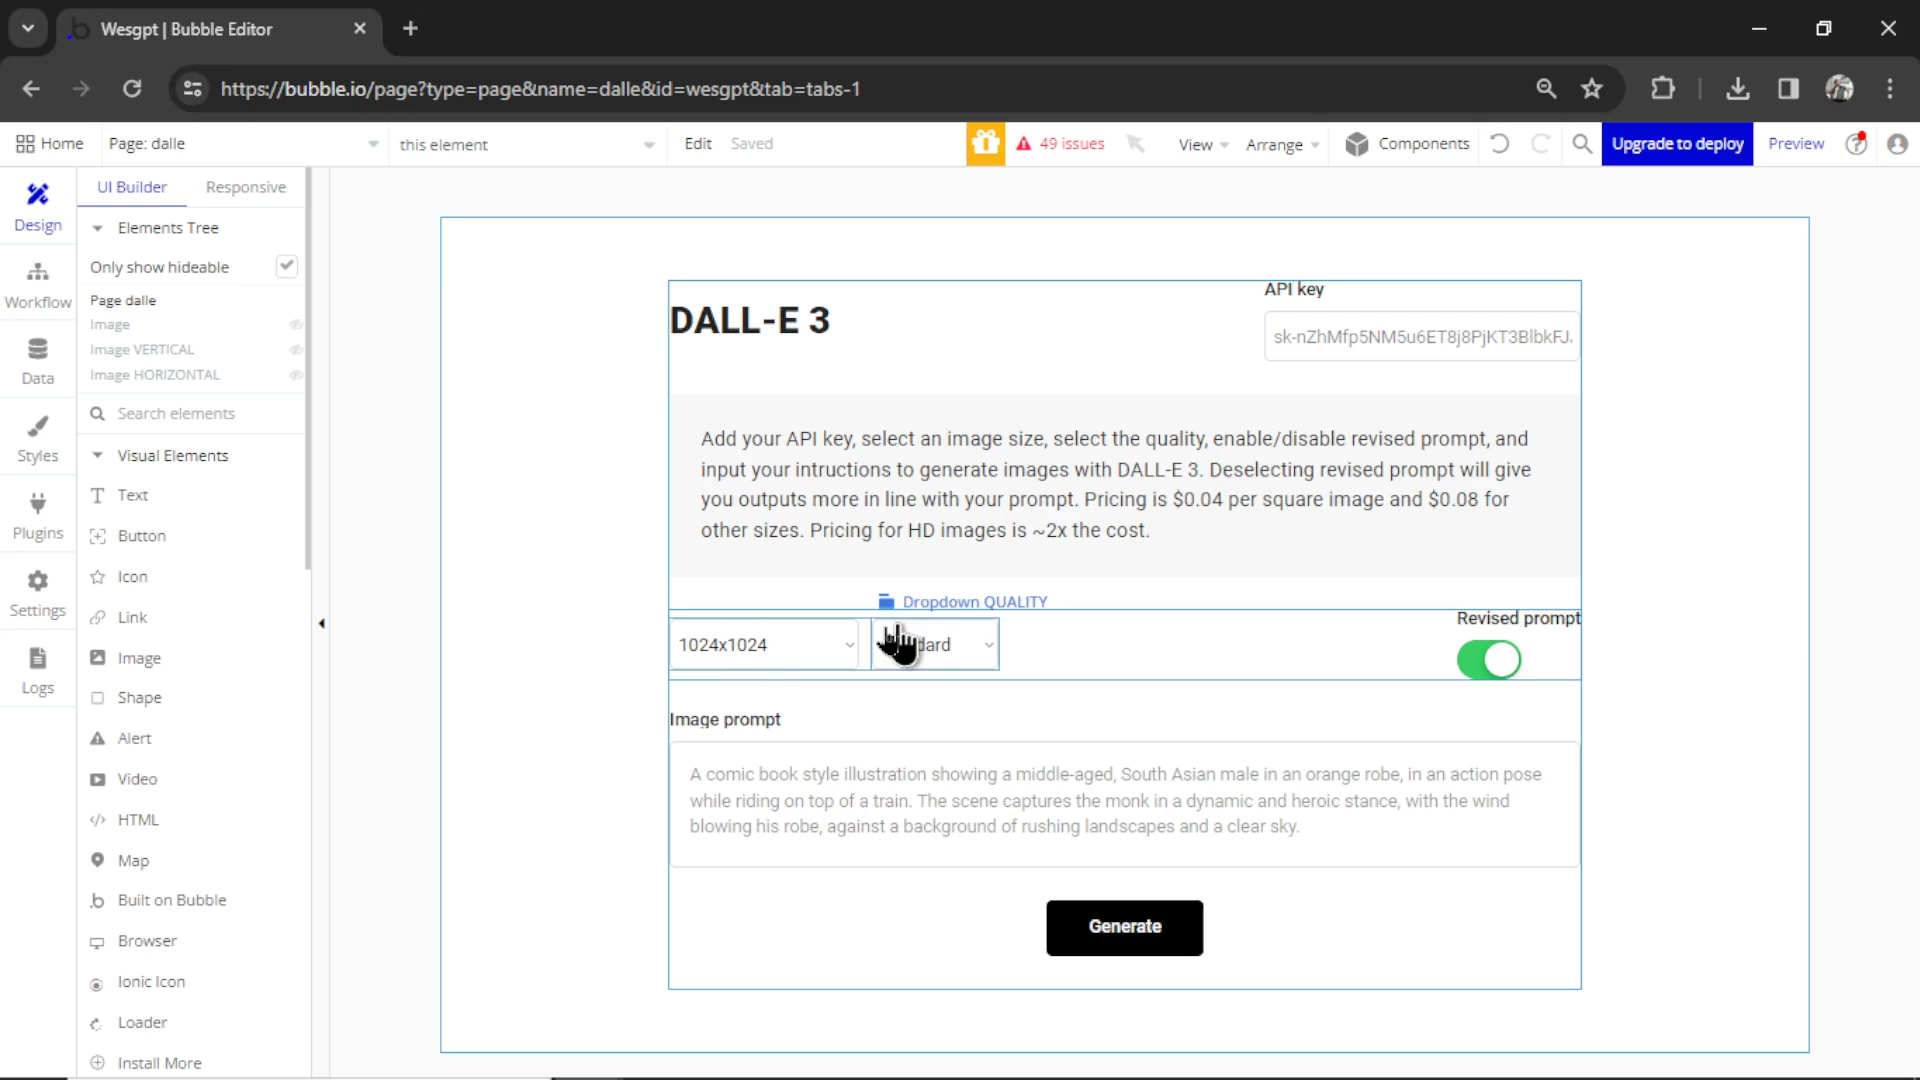 Wesgpt | Bubble Editor
https://bubble.io/page?type=page&name=dalle&id=wesgpt&tab=tabs-1
Home
Page: dalle
this element
Edit
Saved
49 issues
View
Arrange
Components
Upgrade to deploy
Preview
Design
Workflow
Data
Styles
Plugins
Settings
Logs
UI Builder
Responsive
Elements Tree
Only show hideable
Page dalle
Image
Image VERTICAL
Image HORIZONTAL
Search elements
Visual Elements
Text
Button
Icon
Link
Image
Shape
Alert
Video
HTML
Map
Built on Bubble
Browser
Ionic Icon
Loader
Install More
DALL-E 3
API key
sk-nZhMfp5NM5u6ET8j8PjKT3BlbkFJ
Add your API key, select an image size, select the quality, enable/disable revised prompt, and
input your intructions to generate images with DALL-E 3. Deselecting revised prompt will give
you outputs more in line with your prompt. Pricing is $0.04 per square image and $0.08 for
other sizes. Pricing for HD images is ~2x the cost.
Dropdown QUALITY
1024x1024
dard
Revised prompt
Image prompt
A comic book style illustration showing a middle-aged, South Asian male in an orange robe, in an action pose
while riding on top of a train. The scene captures the monk in a dynamic and heroic stance, with the wind
blowing his robe, against a background of rushing landscapes and a clear sky.
Generate